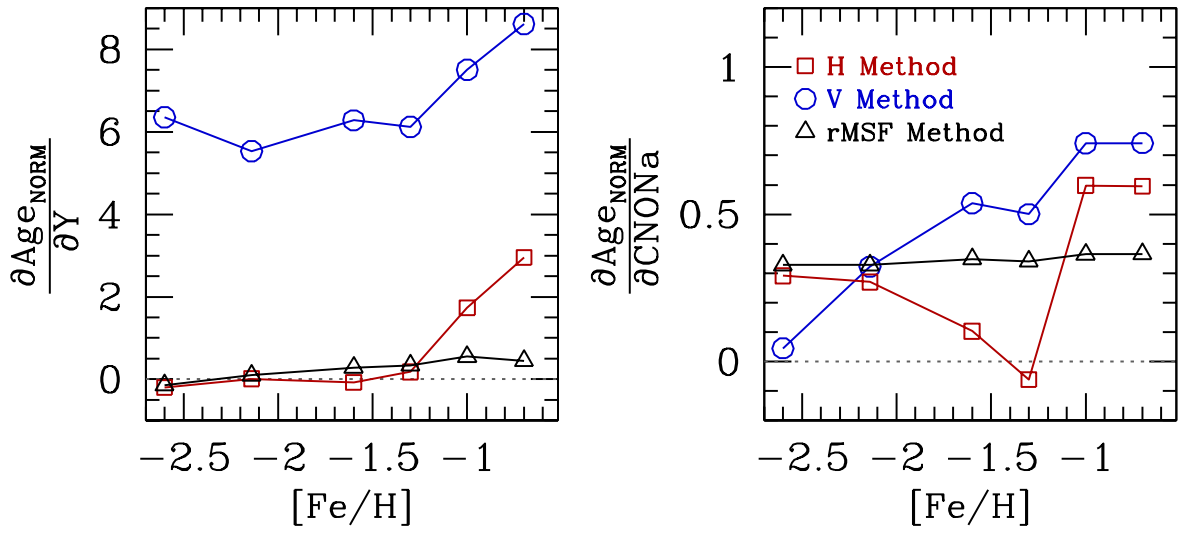 ∂Age_NORM
∂Y
8
6
4
2
0
−2.5 −2 −1.5 −1
[Fe/H]
∂Age_NORM
∂CNONa
1
0.5
0
H Method
V Method
rMSF Method
−2.5 −2 −1.5 −1
[Fe/H]